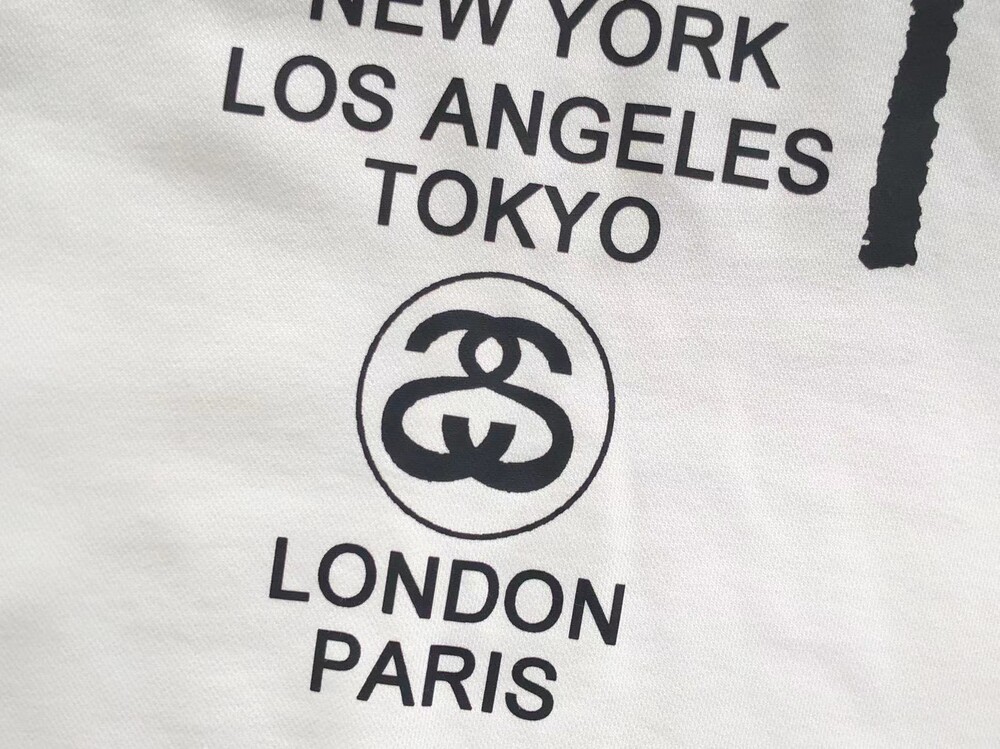 NEW YORK
LOS ANGELES
TOKYO
LONDON
PARIS